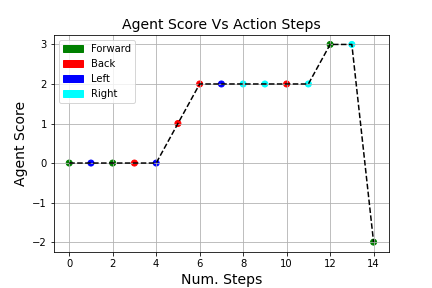 Agent Score Vs Action Steps
Forward
Back
Left
Right
Agent Score
3
2
1
0
−1
−2
0 2 4 6 8 10 12 14
Num. Steps